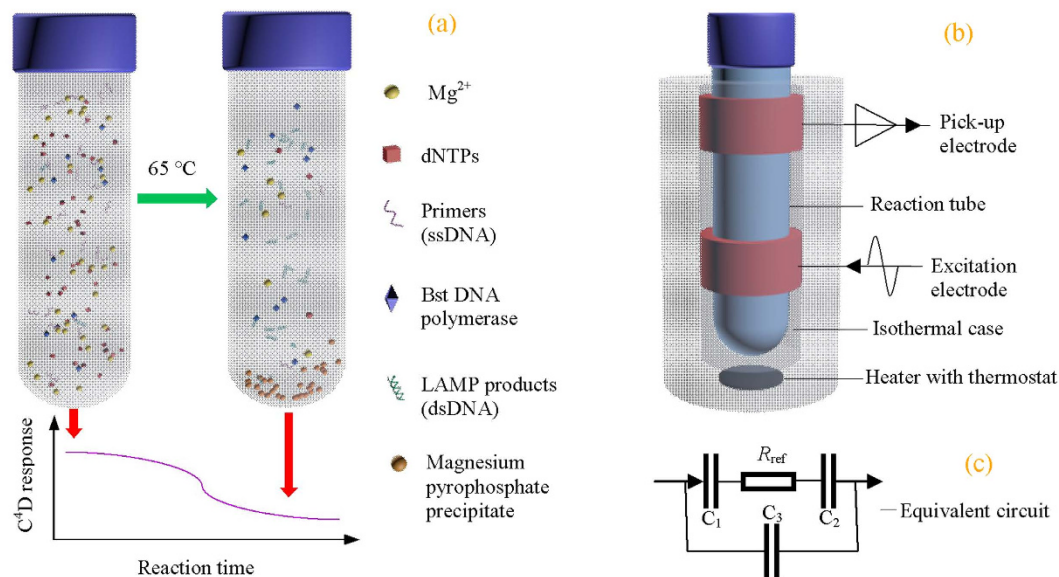 (a)
65 °C
Mg²⁺
dNTPs
Primers
(ssDNA)
Bst DNA
polymerase
LAMP products
(dsDNA)
Magnesium
pyrophosphate
precipitate
C⁴D response
Reaction time
(b)
Pick-up
electrode
Reaction tube
Excitation
electrode
Isothermal case
Heater with thermostat
(c)
R_ref
C₁
C₃
C₂
Equivalent circuit